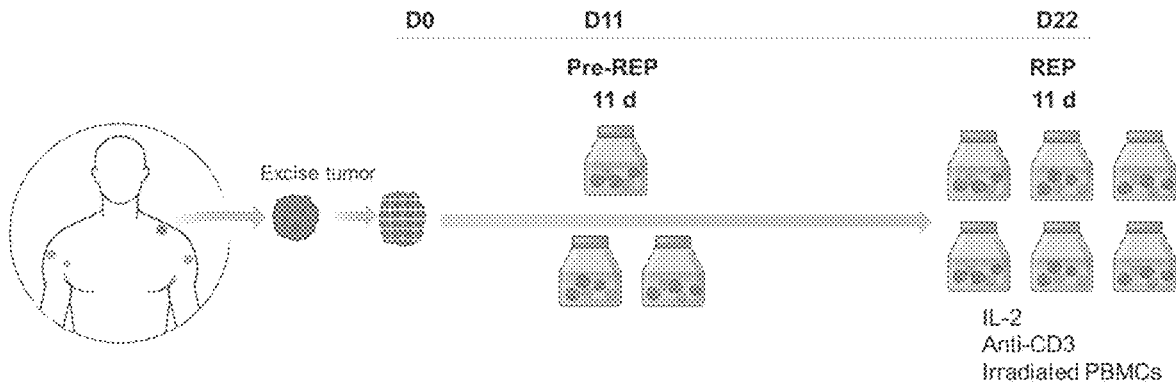 D0 D11 D22
Pre-REP REP
11 d 11 d
Excise tumor
IL-2
Anti-CD3
Irradiated PBMCs